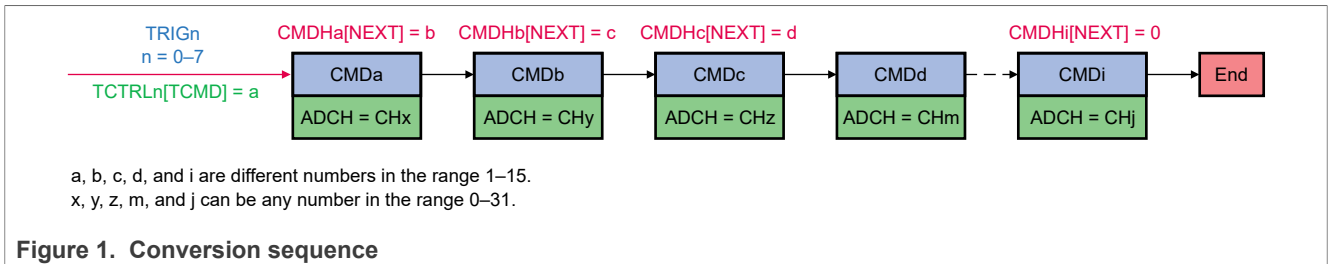 TRIGn
n = 0–7
TCTRLn[TCMD] = a
CMDHa[NEXT] = b
CMDHb[NEXT] = c
CMDHc[NEXT] = d
CMDHi[NEXT] = 0
CMDa
CMDb
CMDc
CMDd
CMDi
End
ADCH = CHx
ADCH = CHy
ADCH = CHz
ADCH = CHm
ADCH = CHj
a, b, c, d, and i are different numbers in the range 1–15.
x, y, z, m, and j can be any number in the range 0–31.
Figure 1. Conversion sequence